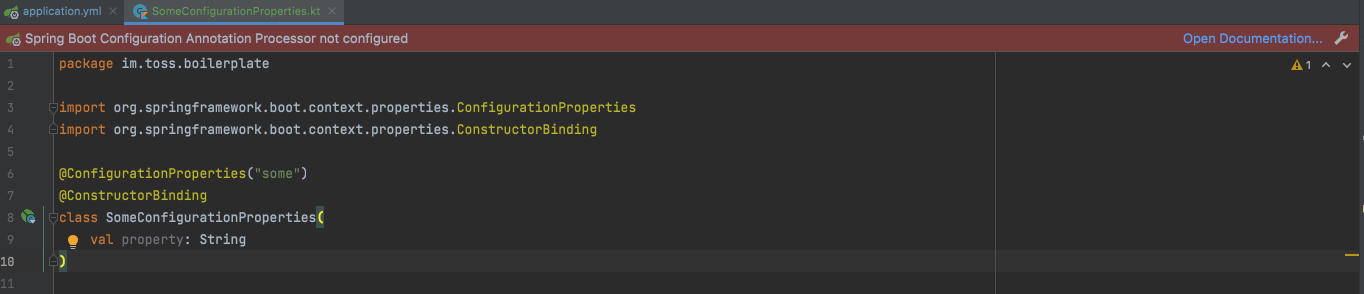 application.yml SomeConfigurationProperties.kt
Spring Boot Configuration Annotation Processor not configured Open Documentation...
1 package im.toss.boilerplate 1
2
3 import org.springframework.boot.context.properties.ConfigurationProperties
4 import org.springframework.boot.context.properties.ConstructorBinding
5
6 @ConfigurationProperties("some")
7 @ConstructorBinding
8 class SomeConfigurationProperties(
9 val property: String
10 )
11